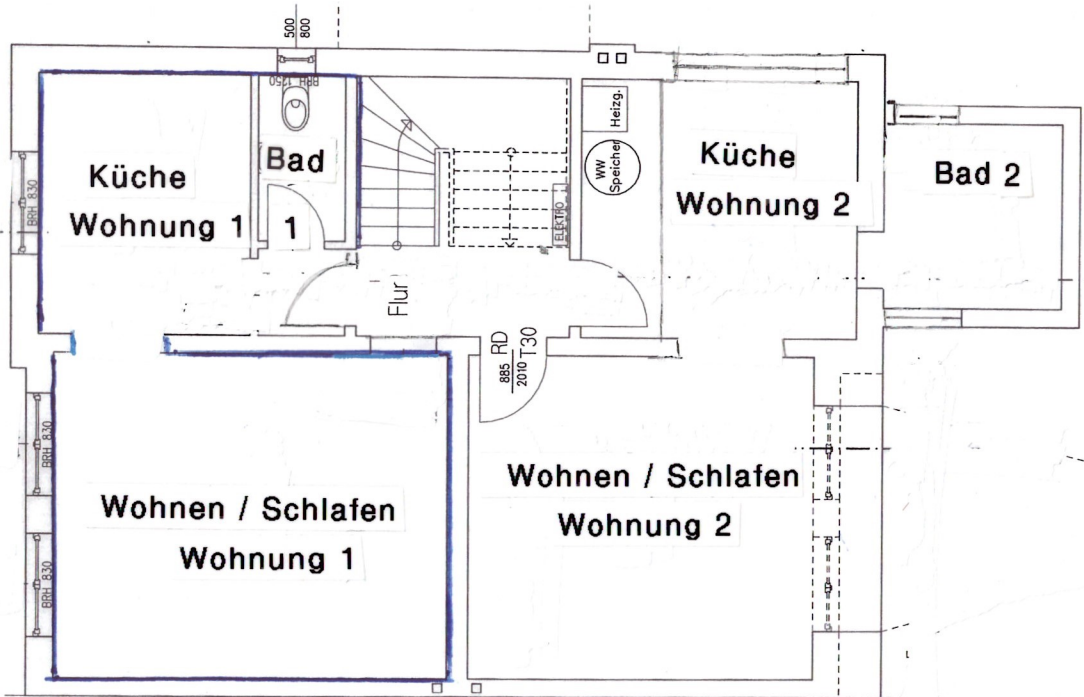 500
800
BRH 1250
Küche
Wohnung 1
Bad
1
BRH 830
Heizg.
WW
Speicher
ELEKTRO
Küche
Wohnung 2
Bad 2
Flur
885 RD
2010 T30
BRH 830
BRH 830
Wohnen / Schlafen
Wohnung 1
Wohnen / Schlafen
Wohnung 2